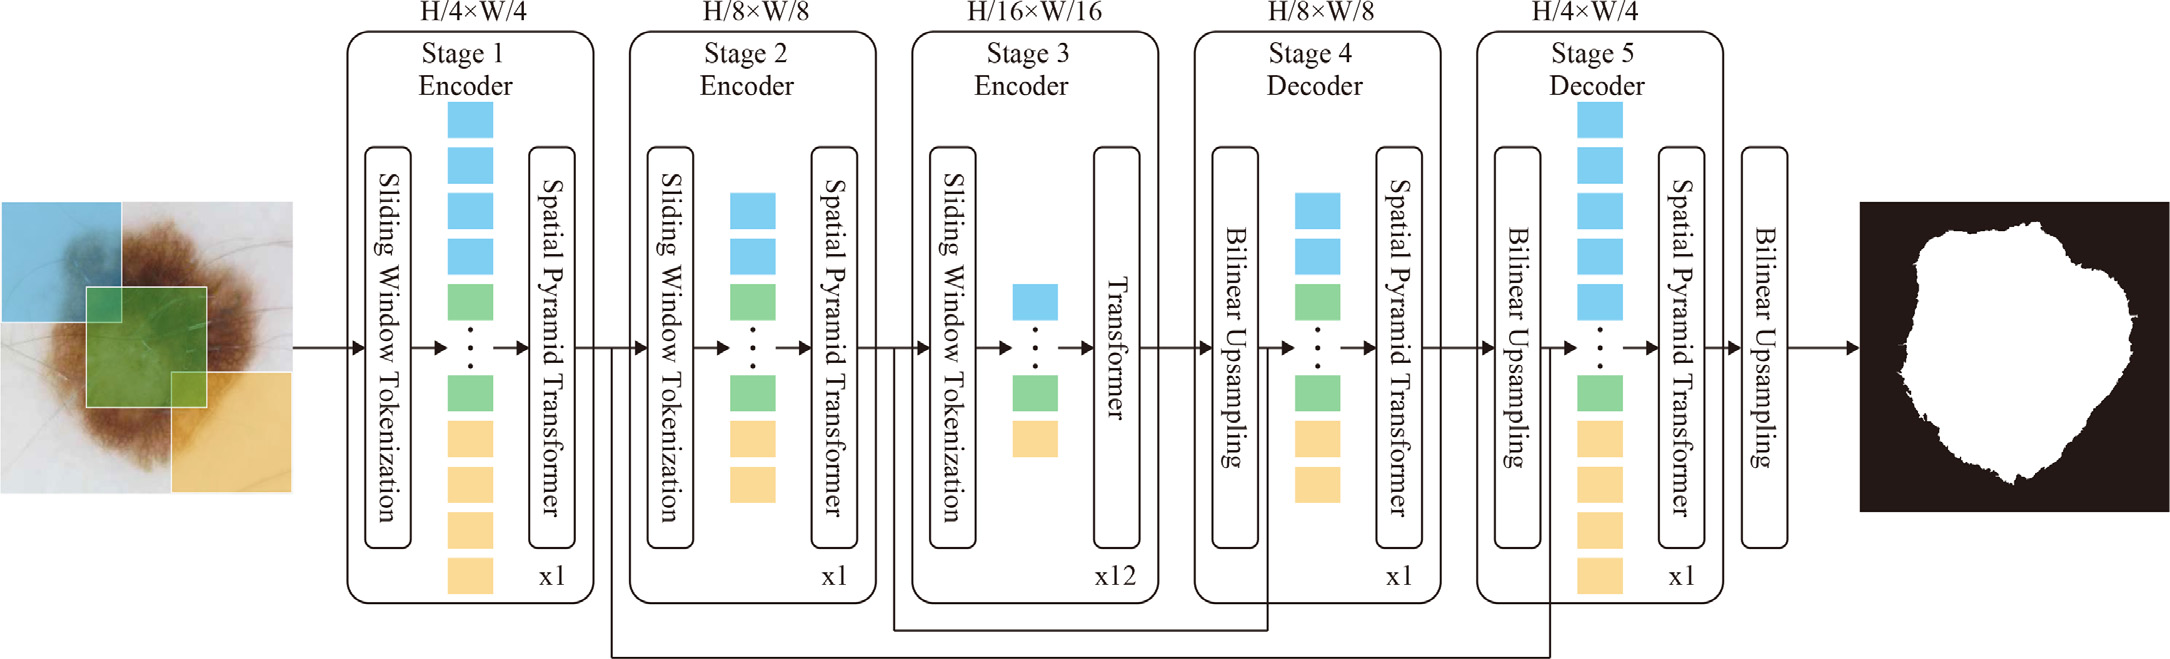 H/4×W/4
H/8×W/8
H/16×W/16
H/8×W/8
H/4×W/4
Stage 1
Encoder
Sliding Window Tokenization
Spatial Pyramid Transformer
x1
Stage 2
Encoder
Sliding Window Tokenization
Spatial Pyramid Transformer
x1
Stage 3
Encoder
Sliding Window Tokenization
Transformer
x12
Stage 4
Decoder
Bilinear Upsampling
Spatial Pyramid Transformer
x1
Stage 5
Decoder
Bilinear Upsampling
Spatial Pyramid Transformer
x1
Bilinear Upsampling